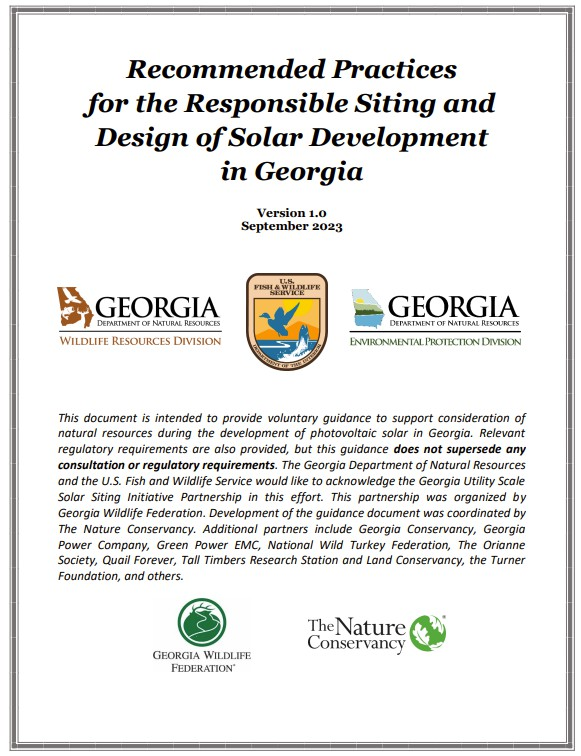 Recommended Practices
for the Responsible Siting and
Design of Solar Development
in Georgia
Version 1.0
September 2023
GEORGIA
DEPARTMENT OF NATURAL RESOURCES
WILDLIFE RESOURCES DIVISION
U.S.
FISH & WILDLIFE
SERVICE
DEPARTMENT OF THE INTERIOR
GEORGIA
DEPARTMENT OF NATURAL RESOURCES
ENVIRONMENTAL PROTECTION DIVISION
This document is intended to provide voluntary guidance to support consideration of
natural resources during the development of photovoltaic solar in Georgia. Relevant
regulatory requirements are also provided, but this guidance does not supersede any
consultation or regulatory requirements. The Georgia Department of Natural Resources
and the U.S. Fish and Wildlife Service would like to acknowledge the Georgia Utility Scale
Solar Siting Initiative Partnership in this effort. This partnership was organized by
Georgia Wildlife Federation. Development of the guidance document was coordinated by
The Nature Conservancy. Additional partners include Georgia Conservancy, Georgia
Power Company, Green Power EMC, National Wild Turkey Federation, The Orianne
Society, Quail Forever, Tall Timbers Research Station and Land Conservancy, the Turner
Foundation, and others.
GEORGIA WILDLIFE
FEDERATION
The Nature
Conservancy